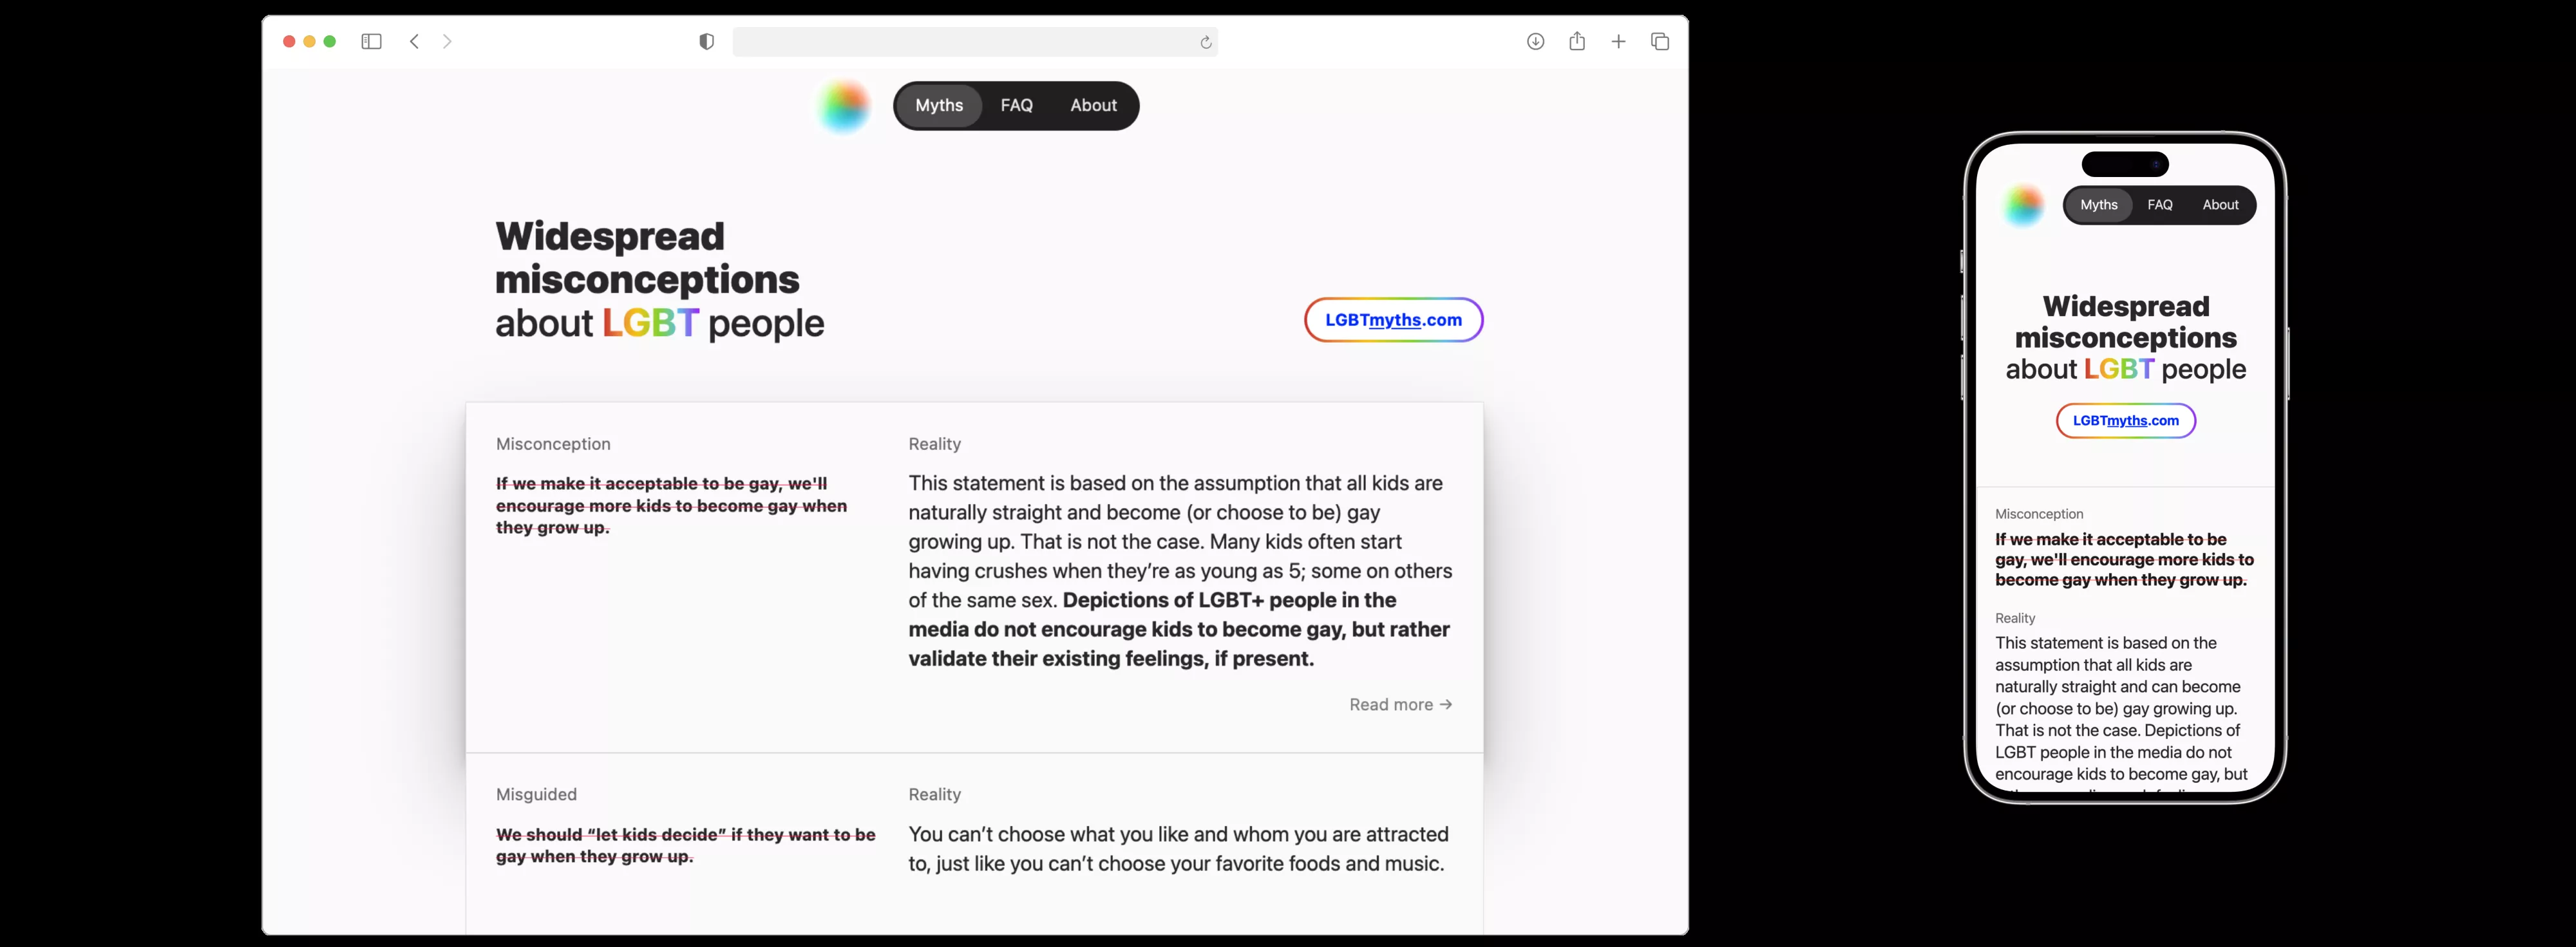 Myths FAQ About
Widespread
misconceptions
about LGBT people
LGBTmyths.com
Misconception
If we make it acceptable to be gay, we'll
encourage more kids to become gay when
they grow up.
Reality
This statement is based on the assumption that all kids are
naturally straight and become (or choose to be) gay
growing up. That is not the case. Many kids often start
having crushes when they’re as young as 5; some on others
of the same sex. Depictions of LGBT+ people in the
media do not encourage kids to become gay, but rather
validate their existing feelings, if present.
Read more →
Misguided
We should “let kids decide” if they want to be
gay when they grow up.
Reality
You can’t choose what you like and whom you are attracted
to, just like you can’t choose your favorite foods and music.
Myths FAQ About
Widespread
misconceptions
about LGBT people
LGBTmyths.com
Misconception
If we make it acceptable to be
gay, we'll encourage more kids to
become gay when they grow up.
Reality
This statement is based on the
assumption that all kids are
naturally straight and can become
(or choose to be) gay growing up.
That is not the case. Depictions of
LGBT people in the media do not
encourage kids to become gay, but